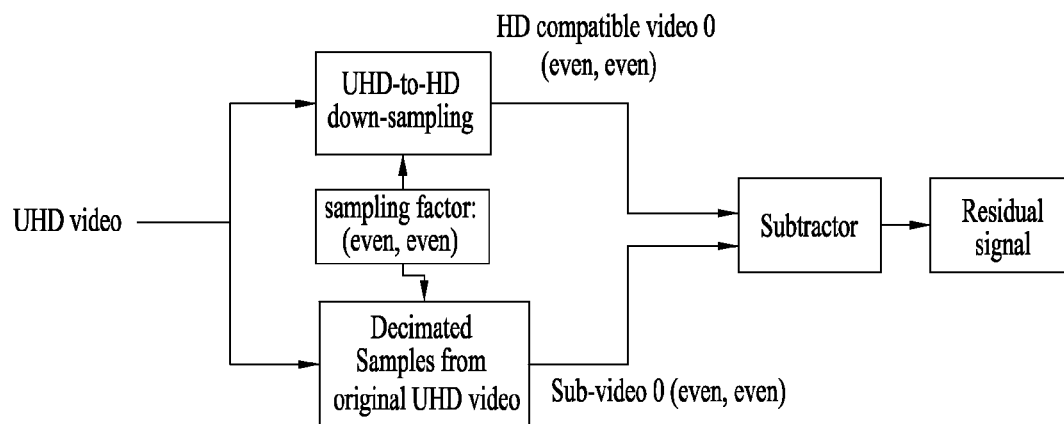 HD compatible video 0
(even, even)
UHD-to-HD
down-sampling
sampling factor:
(even, even)
UHD video
Subtractor
Residual
signal
Decimated
Samples from
original UHD video
Sub-video 0 (even, even)